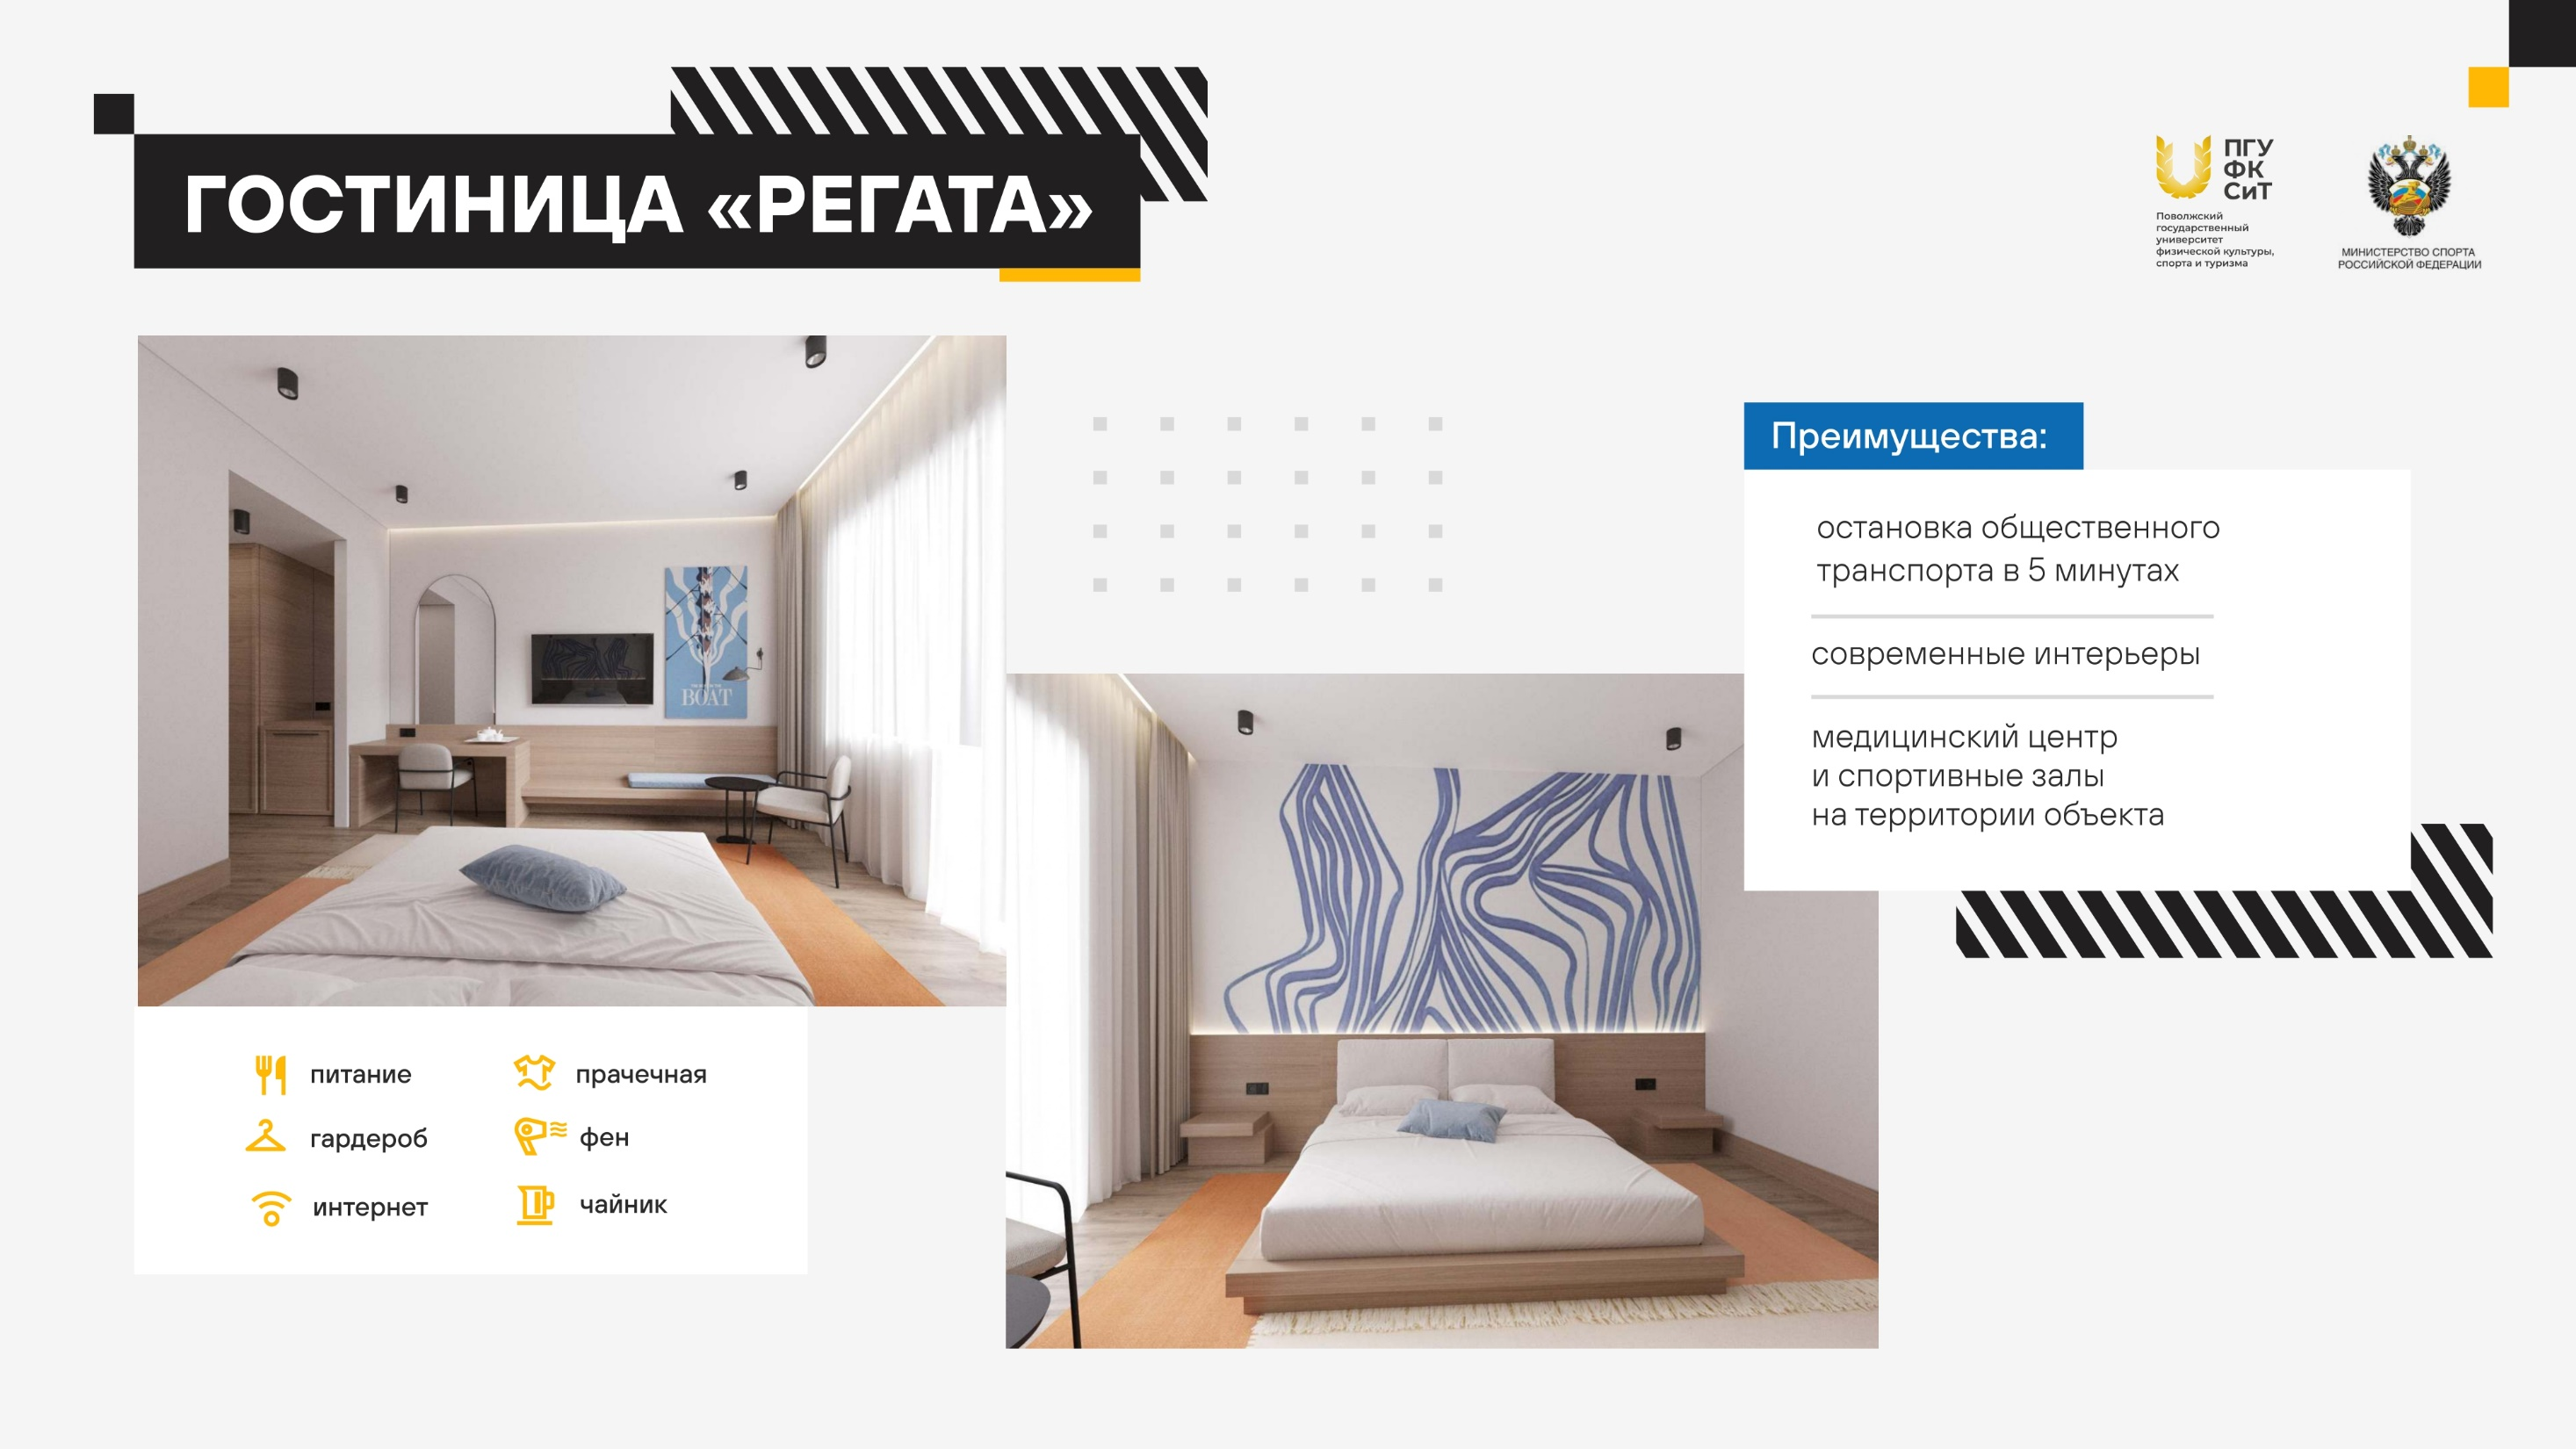 ГОСТИНИЦА «РЕГАТА»
ПГУ
ФК
СиТ
Поволжский
государственный
университет
физической культуры,
спорта и туризма
МИНИСТЕРСТВО СПОРТА
РОССИЙСКОЙ ФЕДЕРАЦИИ
Преимущества:
остановка общественного
транспорта в 5 минутах
современные интерьеры
медицинский центр
и спортивные залы
на территории объекта
BOAT
питание
прачечная
гардероб
фен
интернет
чайник